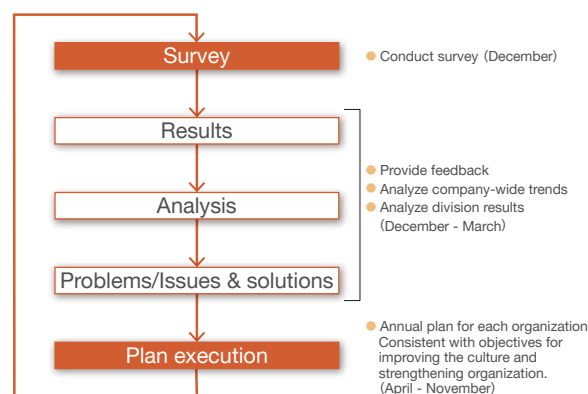 Survey
● Conduct survey (December)
Results
Analysis
Problems/Issues & solutions
● Provide feedback
● Analyze company-wide trends
● Analyze division results
(December - March)
Plan execution
● Annual plan for each organization
Consistent with objectives for
improving the culture and
strengthening organization.
(April - November)